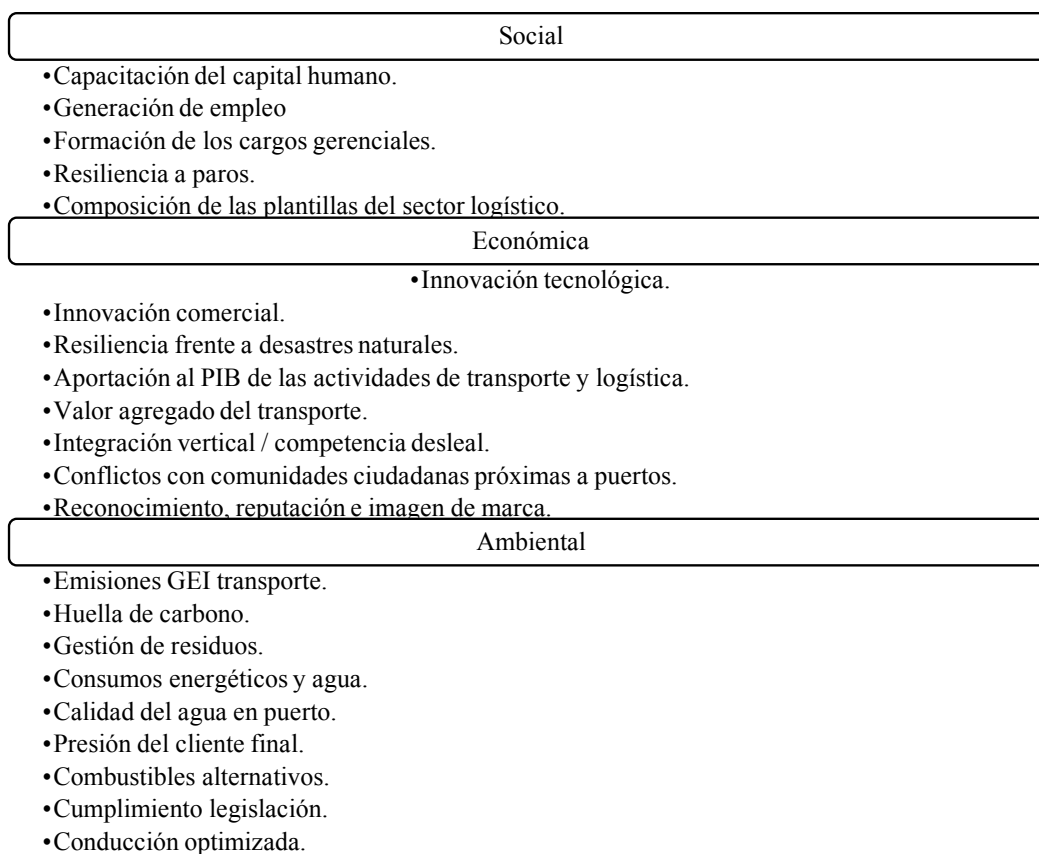 Social
•Capacitación del capital humano.
•Generación de empleo
•Formación de los cargos gerenciales.
•Resiliencia a paros.
•Composición de las plantillas del sector logístico.
Económica
•Innovación tecnológica.
•Innovación comercial.
•Resiliencia frente a desastres naturales.
•Aportación al PIB de las actividades de transporte y logística.
•Valor agregado del transporte.
•Integración vertical / competencia desleal.
•Conflictos con comunidades ciudadanas próximas a puertos.
•Reconocimiento, reputación e imagen de marca.
Ambiental
•Emisiones GEI transporte.
•Huella de carbono.
•Gestión de residuos.
•Consumos energéticos y agua.
•Calidad del agua en puerto.
•Presión del cliente final.
•Combustibles alternativos.
•Cumplimiento legislación.
•Conducción optimizada.